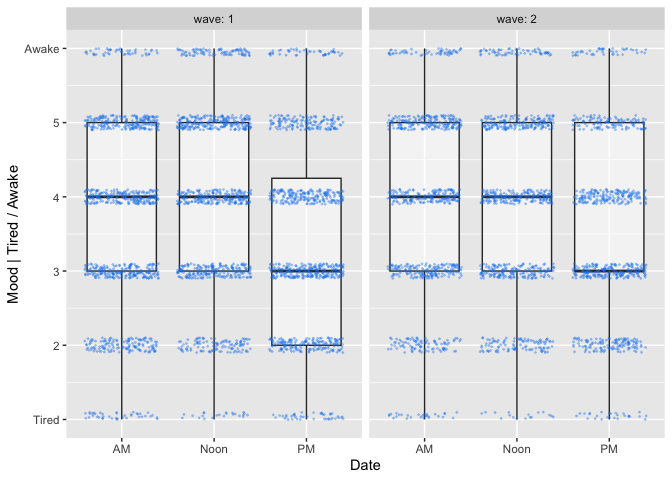 wave: 1
wave: 2
Mood | Tired / Awake
Awake
5
4
3
2
Tired
AM
Noon
PM
AM
Noon
PM
Date